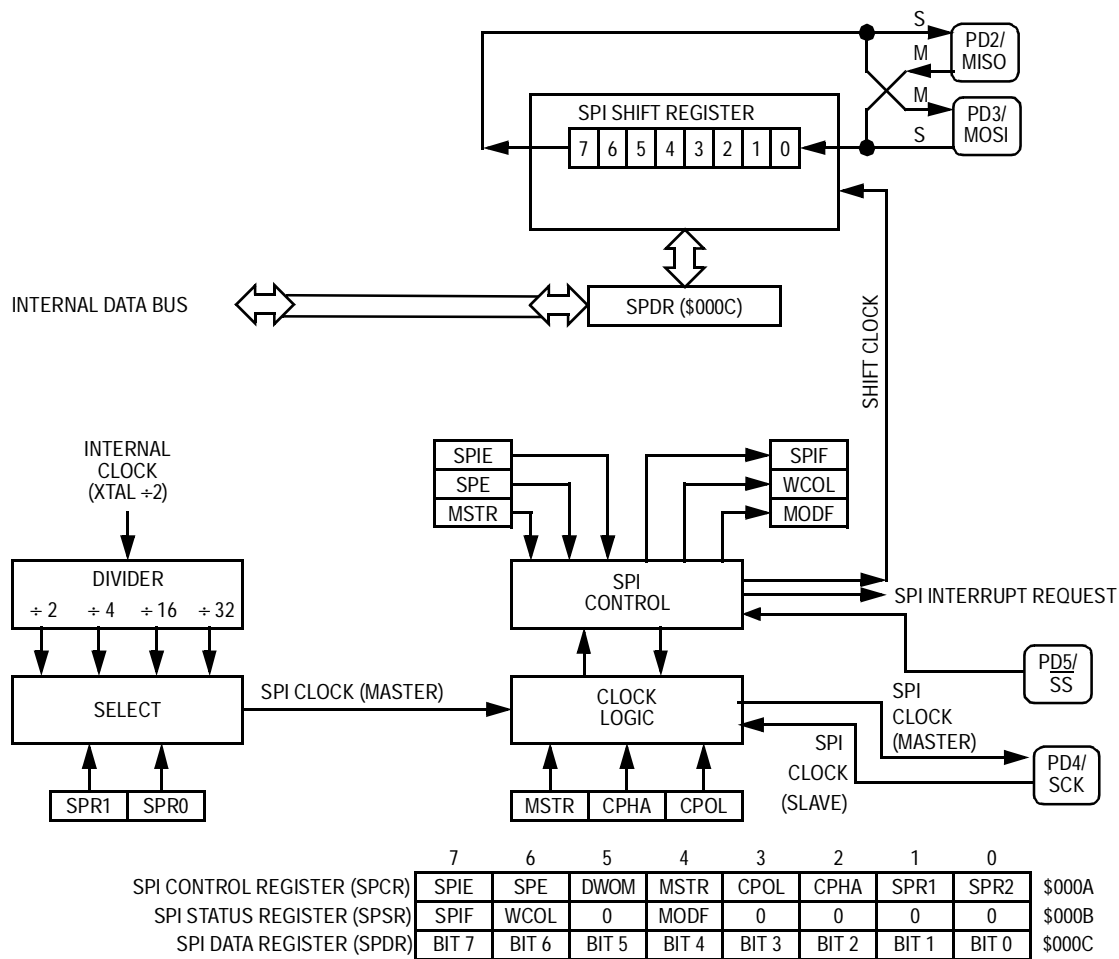 S
PD2/
MISO
M
M
PD3/
MOSI
S
SPI SHIFT REGISTER
7 6 5 4 3 2 1 0
INTERNAL DATA BUS
SPDR ($000C)
SHIFT CLOCK
INTERNAL
CLOCK
(XTAL ÷2)
SPIE
SPE
MSTR
SPIF
WCOL
MODF
DIVIDER
÷ 2 ÷ 4 ÷ 16 ÷ 32
SPI
CONTROL
SPI INTERRUPT REQUEST
PD5/
SS
SELECT
SPI CLOCK (MASTER)
CLOCK
LOGIC
SPI
CLOCK
(MASTER)
SPI
CLOCK
(SLAVE)
PD4/
SCK
SPR1 SPR0
MSTR CPHA CPOL
7 6 5 4 3 2 1 0
SPI CONTROL REGISTER (SPCR) SPIE SPE DWOM MSTR CPOL CPHA SPR1 SPR2 $000A
SPI STATUS REGISTER (SPSR) SPIF WCOL 0 MODF 0 0 0 0 $000B
SPI DATA REGISTER (SPDR) BIT 7 BIT 6 BIT 5 BIT 4 BIT 3 BIT 2 BIT 1 BIT 0 $000C